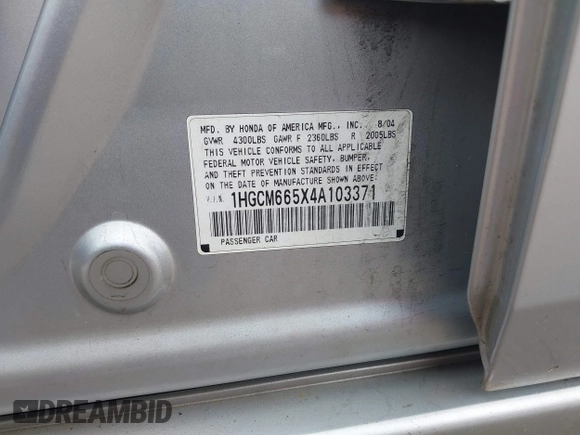 MFD. BY HONDA OF AMERICA MFG., INC. 8/04
GVWR 4300LBS GAWR F 2360LBS R 2005LBS
THIS VEHICLE CONFORMS TO ALL APPLICABLE
FEDERAL MOTOR VEHICLE SAFETY, BUMPER,
AND THEFT PREVENTION STANDARDS IN EFFECT
ON THE DATE OF MANUFACTURE SHOWN ABOVE.
V.I.N. 1HGCM665X4A103371
PASSENGER CAR
DREAMBID